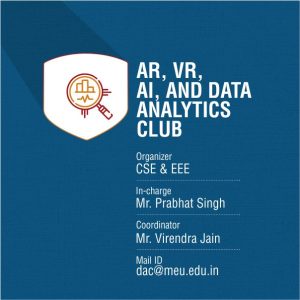 AR, VR,
AI, AND DATA
ANALYTICS
CLUB
Organizer
CSE & EEE
In-charge
Mr. Prabhat Singh
Coordinator
Mr. Virendra Jain
Mail ID
dac@meu.edu.in